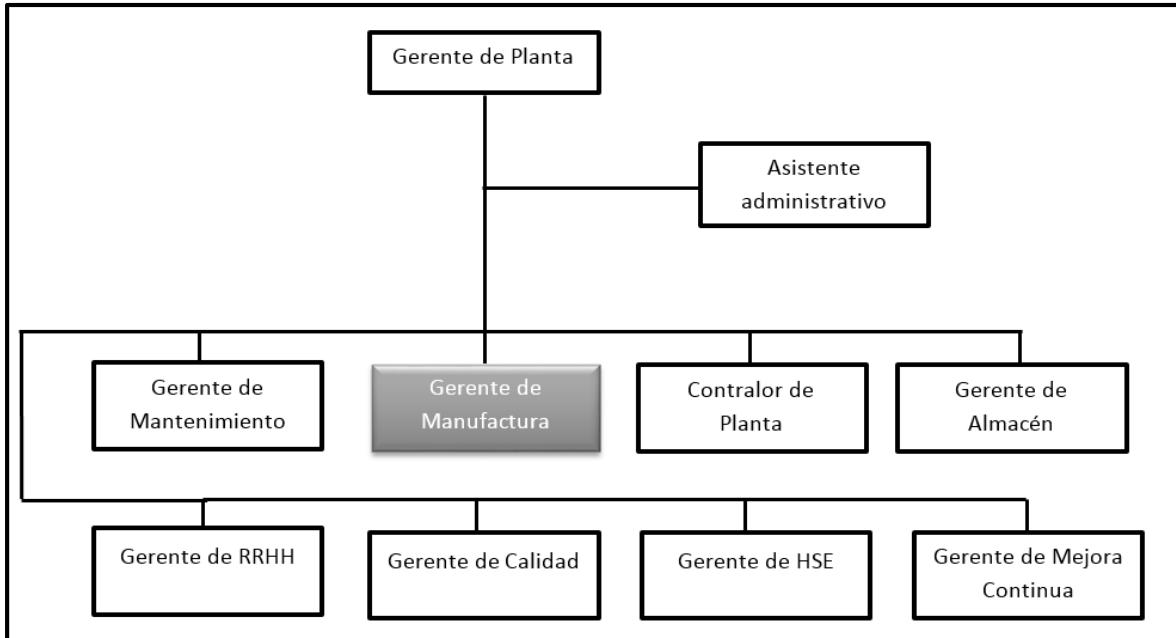 Gerente de Planta
Asistente
administrativo
Gerente de
Mantenimiento
Gerente de
Manufactura
Contralor de
Planta
Gerente de
Almacén
Gerente de RRHH
Gerente de Calidad
Gerente de HSE
Gerente de Mejora
Continua